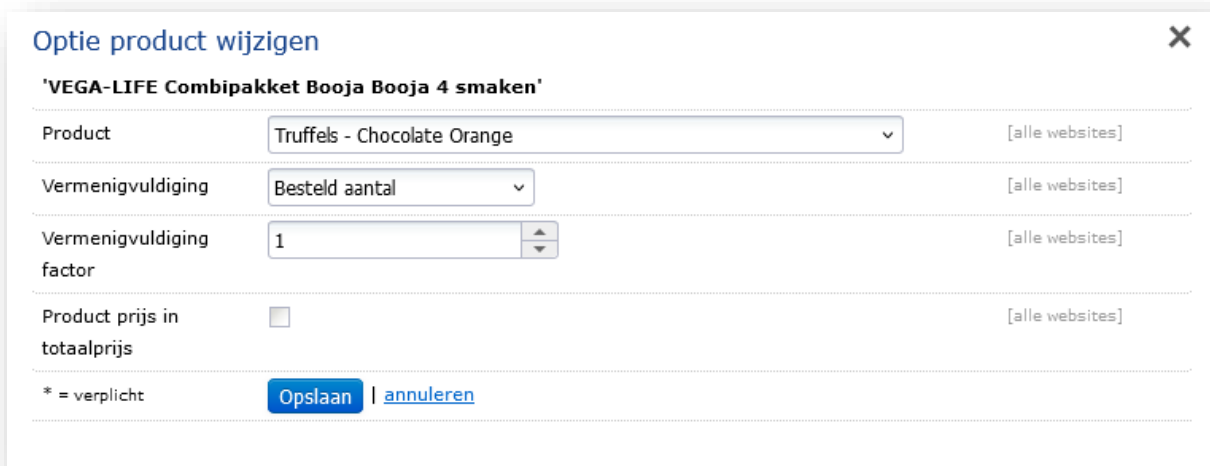 Optie product wijzigen
'VEGA-LIFE Combipakket Booja Booja 4 smaken'
Product Truffels - Chocolate Orange [alle websites]
Vermenigvuldiging Besteld aantal [alle websites]
Vermenigvuldiging factor 1 [alle websites]
Product prijs in totaalprijs [alle websites]
* = verplicht Opslaan | annuleren